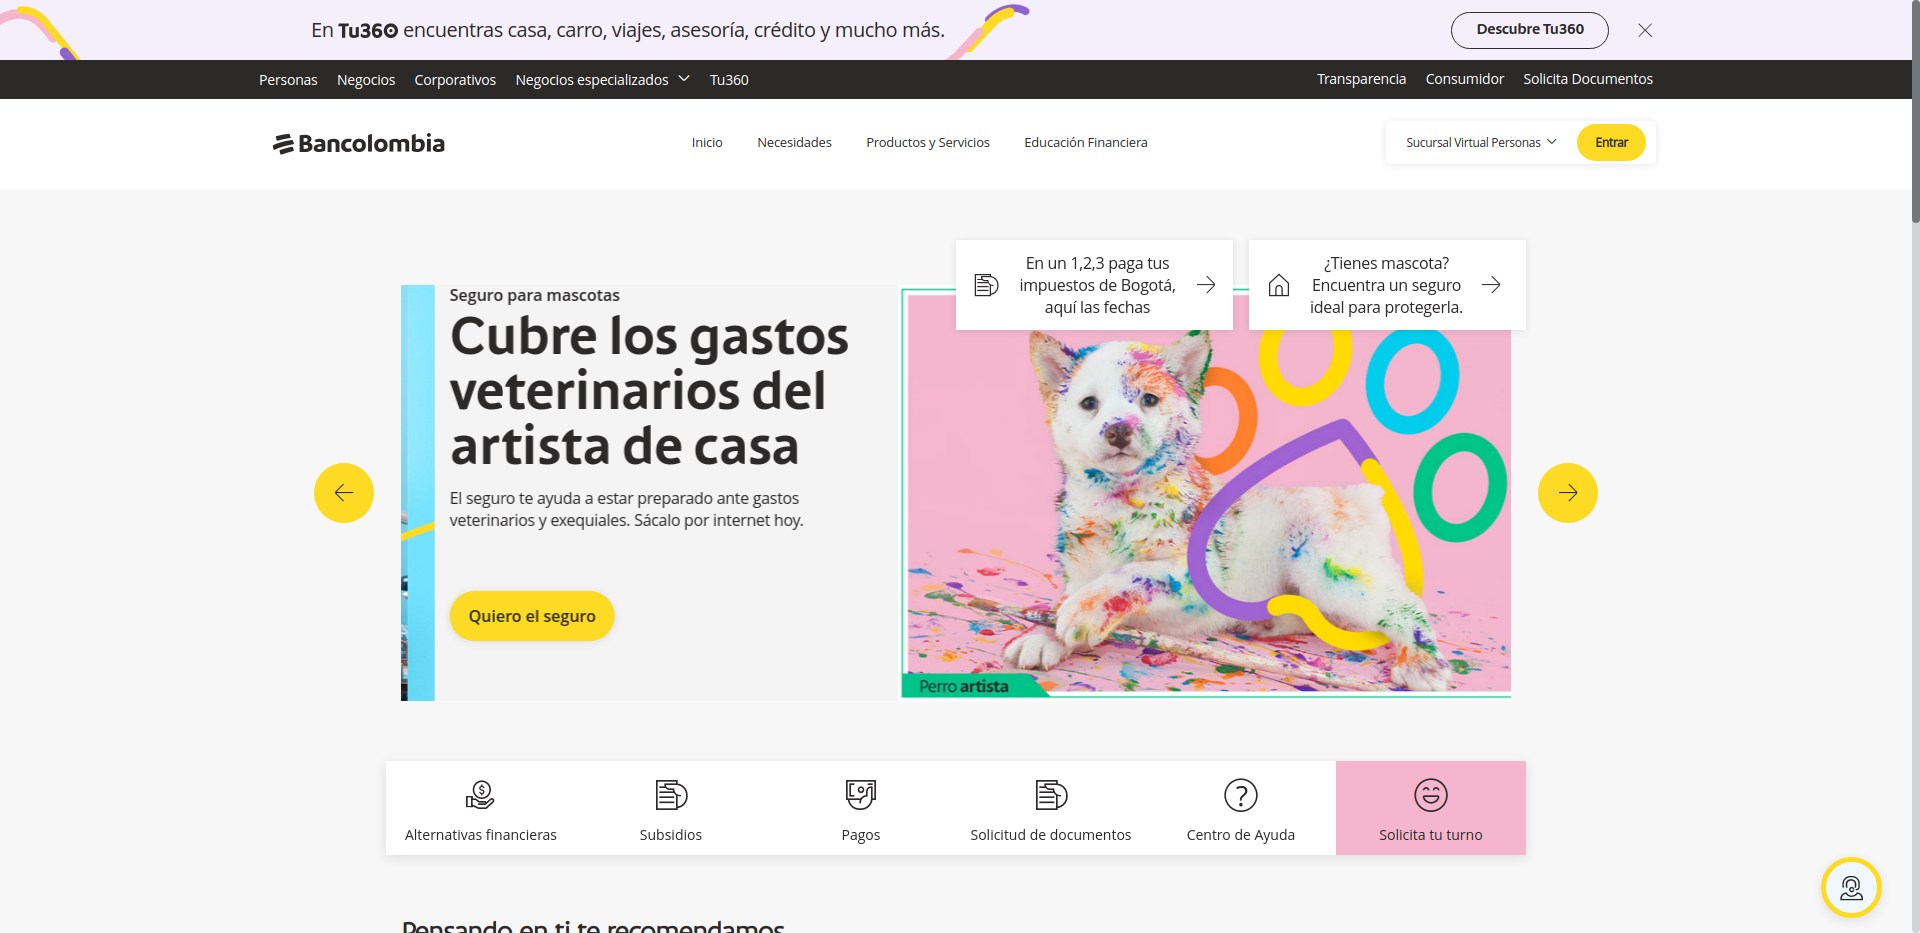 En Tu360 encuentras casa, carro, viajes, asesoría, crédito y mucho más.
Descubre Tu360
Personas Negocios Corporativos Negocios especializados Tu360
Transparencia Consumidor Solicita Documentos
Bancolombia
Inicio Necesidades Productos y Servicios Educación Financiera
Sucursal Virtual Personas
Entrar
En un 1,2,3 paga tus
impuestos de Bogotá,
aquí las fechas
¿Tienes mascota?
Encuentra un seguro
ideal para protegerla.
Seguro para mascotas
Cubre los gastos
veterinarios del
artista de casa
El seguro te ayuda a estar preparado ante gastos
veterinarios y exequiales. Sácalo por internet hoy.
Quiero el seguro
Perro artista
Alternativas financieras
Subsidios
Pagos
Solicitud de documentos
Centro de Ayuda
Solicita tu turno
Pensando en ti te recomendamos